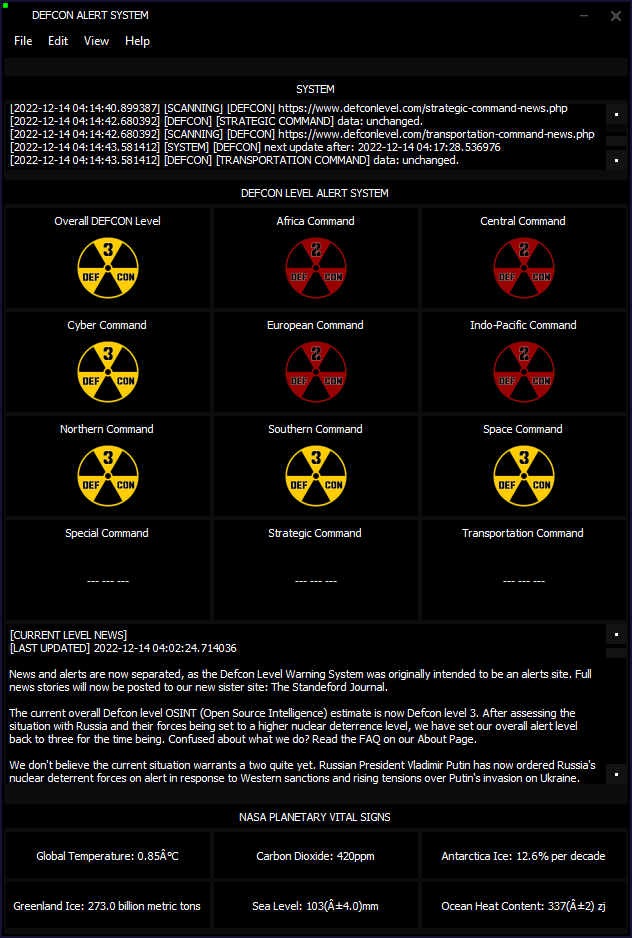 DEFCON ALERT SYSTEM
File Edit View Help
SYSTEM
[2022-12-14 04:14:40.899387] [SCANNING] [DEFCON] https://www.defconlevel.com/strategic-command-news.php
[2022-12-14 04:14:42.680392] [DEFCON] [STRATEGIC COMMAND] data: unchanged.
[2022-12-14 04:14:42.680392] [SCANNING] [DEFCON] https://www.defconlevel.com/transportation-command-news.php
[2022-12-14 04:14:43.581412] [SYSTEM] [DEFCON] next update after: 2022-12-14 04:17:28.536976
[2022-12-14 04:14:43.581412] [DEFCON] [TRANSPORTATION COMMAND] data: unchanged.
DEFCON LEVEL ALERT SYSTEM
Overall DEFCON Level Africa Command Central Command
3 2 2
DEF CON DEF CON DEF CON
Cyber Command European Command Indo-Pacific Command
3 2 2
DEF CON DEF CON DEF CON
Northern Command Southern Command Space Command
3 3 3
DEF CON DEF CON DEF CON
Special Command Strategic Command Transportation Command
--- --- --- --- --- --- --- --- ---
[CURRENT LEVEL NEWS]
[LAST UPDATED] 2022-12-14 04:02:24.714036
News and alerts are now separated, as the Defcon Level Warning System was originally intended to be an alerts site. Full
news stories will now be posted to our new sister site: The Standeford Journal.
The current overall Defcon level OSINT (Open Source Intelligence) estimate is now Defcon level 3. After assessing the
situation with Russia and their forces being set to a higher nuclear deterrence level, we have set our overall alert level
back to three for the time being. Confused about what we do? Read the FAQ on our About Page.
We don't believe the current situation warrants a two quite yet. Russian President Vladimir Putin has now ordered Russia's
nuclear deterrent forces on alert in response to Western sanctions and rising tensions over Putin's invasion on Ukraine.
NASA PLANETARY VITAL SIGNS
Global Temperature: 0.85Â°C Carbon Dioxide: 420ppm Antarctica Ice: 12.6% per decade
Greenland Ice: 273.0 billion metric tons Sea Level: 103(Â±4.0)mm Ocean Heat Content: 337(Â±2) zj